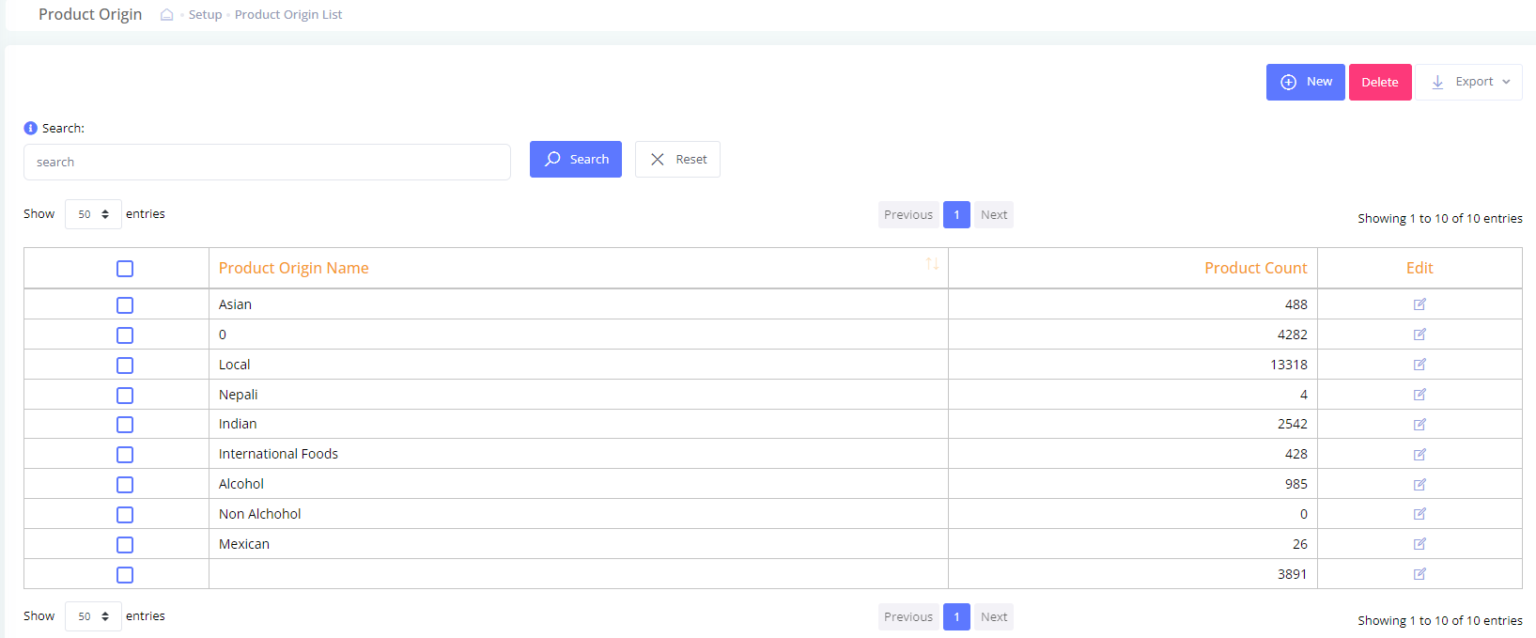 Product Origin Setup Product Origin List
New Delete Export
Search:
search Search Reset
Show 50 entries Previous 1 Next Showing 1 to 10 of 10 entries
Product Origin Name Product Count Edit
Asian 488
0 4282
Local 13318
Nepali 4
Indian 2542
International Foods 428
Alcohol 985
Non Alchohol 0
Mexican 26
3891
Show 50 entries Previous 1 Next Showing 1 to 10 of 10 entries